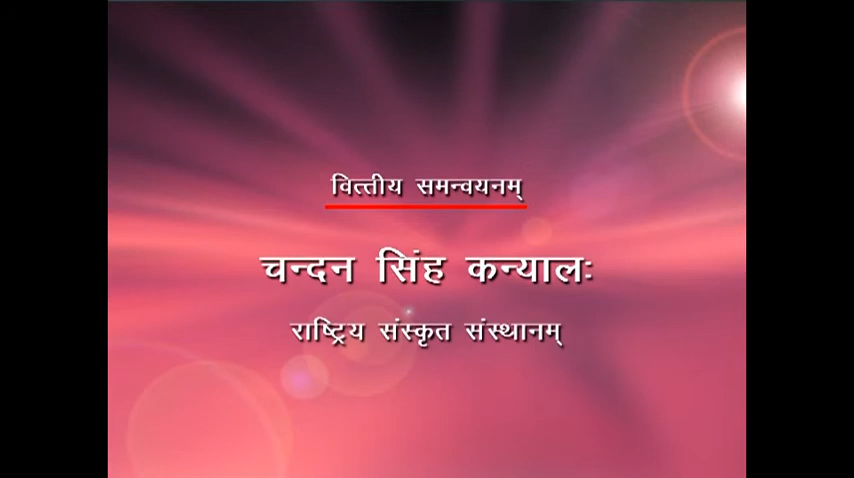 वित्तीय समन्वयनम्
चन्दन सिंह कन्यालः
राष्ट्रिय संस्कृत संस्थानम्